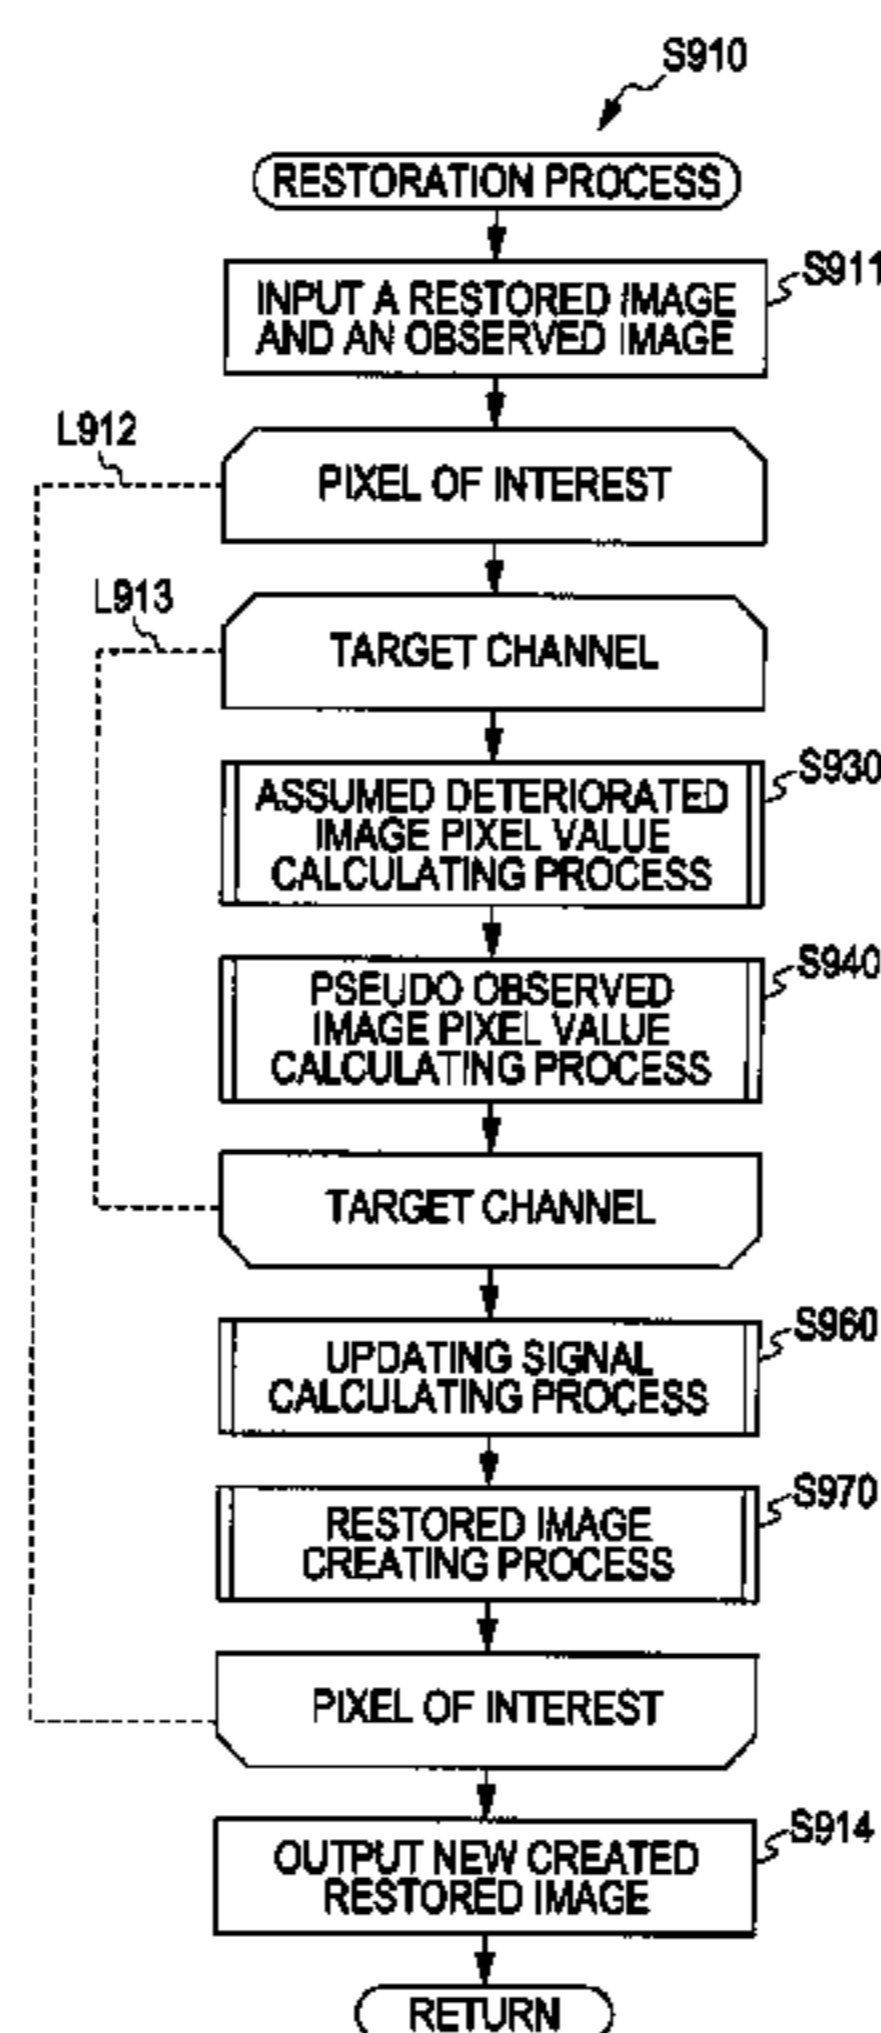 S910
RESTORATION PROCESS
S911
INPUT A RESTORED IMAGE
AND AN OBSERVED IMAGE
L912
PIXEL OF INTEREST
L913
TARGET CHANNEL
S930
ASSUMED DETERIORATED
IMAGE PIXEL VALUE
CALCULATING PROCESS
S940
PSEUDO OBSERVED
IMAGE PIXEL VALUE
CALCULATING PROCESS
TARGET CHANNEL
S960
UPDATING SIGNAL
CALCULATING PROCESS
S970
RESTORED IMAGE
CREATING PROCESS
PIXEL OF INTEREST
S914
OUTPUT NEW CREATED
RESTORED IMAGE
RETURN